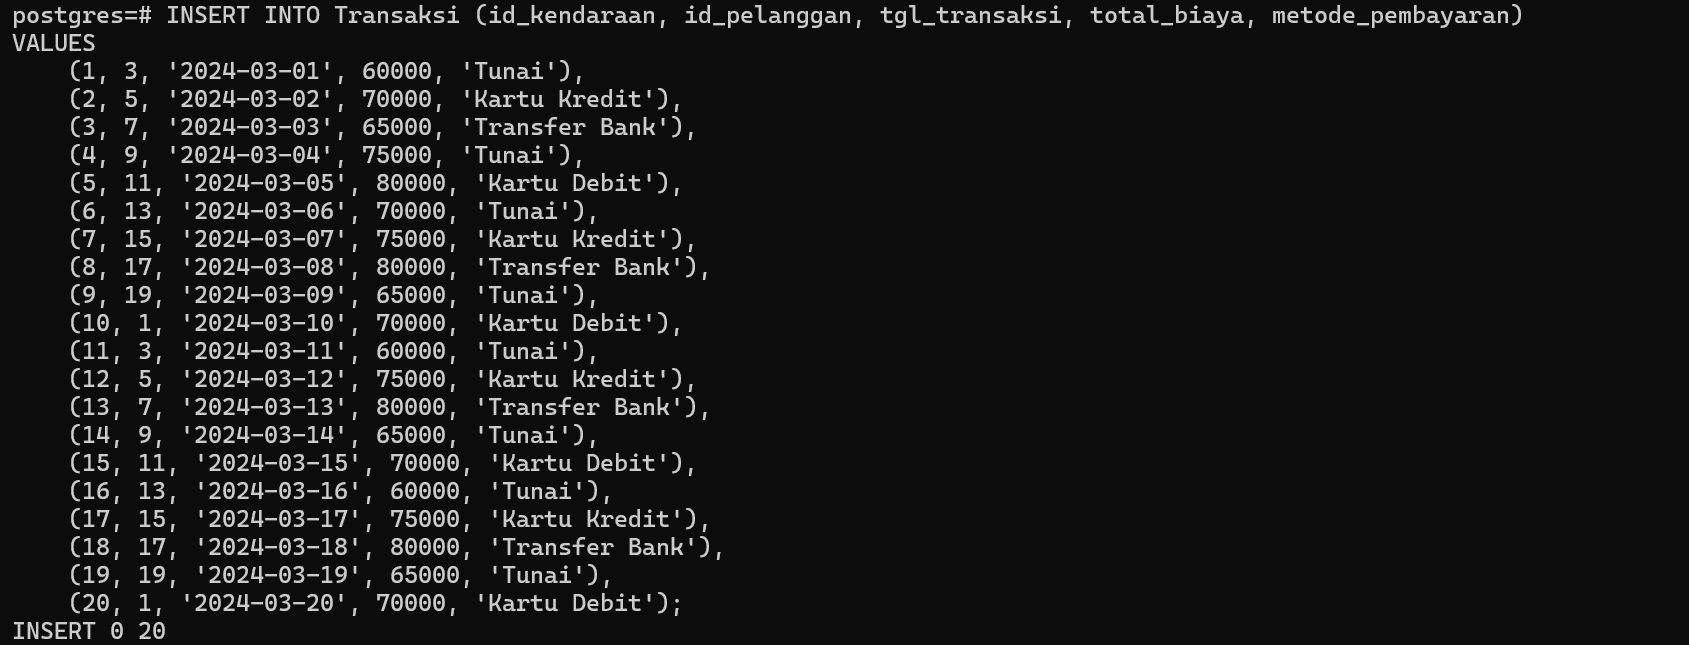 postgres=# INSERT INTO Transaksi (id_kendaraan, id_pelanggan, tgl_transaksi, total_biaya, metode_pembayaran)
VALUES
    (1, 3, '2024-03-01', 60000, 'Tunai'),
    (2, 5, '2024-03-02', 70000, 'Kartu Kredit'),
    (3, 7, '2024-03-03', 65000, 'Transfer Bank'),
    (4, 9, '2024-03-04', 75000, 'Tunai'),
    (5, 11, '2024-03-05', 80000, 'Kartu Debit'),
    (6, 13, '2024-03-06', 70000, 'Tunai'),
    (7, 15, '2024-03-07', 75000, 'Kartu Kredit'),
    (8, 17, '2024-03-08', 80000, 'Transfer Bank'),
    (9, 19, '2024-03-09', 65000, 'Tunai'),
    (10, 1, '2024-03-10', 70000, 'Kartu Debit'),
    (11, 3, '2024-03-11', 60000, 'Tunai'),
    (12, 5, '2024-03-12', 75000, 'Kartu Kredit'),
    (13, 7, '2024-03-13', 80000, 'Transfer Bank'),
    (14, 9, '2024-03-14', 65000, 'Tunai'),
    (15, 11, '2024-03-15', 70000, 'Kartu Debit'),
    (16, 13, '2024-03-16', 60000, 'Tunai'),
    (17, 15, '2024-03-17', 75000, 'Kartu Kredit'),
    (18, 17, '2024-03-18', 80000, 'Transfer Bank'),
    (19, 19, '2024-03-19', 65000, 'Tunai'),
    (20, 1, '2024-03-20', 70000, 'Kartu Debit');
INSERT 0 20